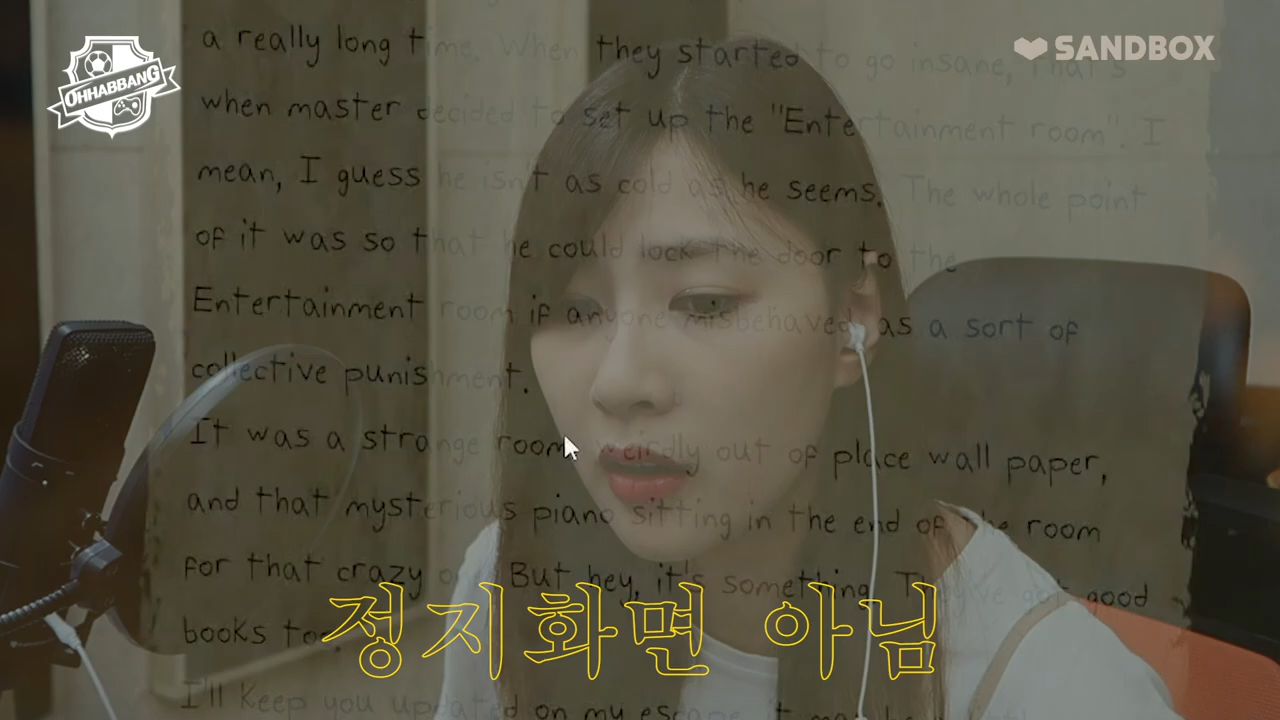 OHHABBANG
SANDBOX
a really long time. When they started to go insane, that's
when master decided to set up the "Entertainment room". I
mean, I guess he isn't as cold as he seems. The whole point
of it was so that he could lock the door to the
Entertainment room if anyone misbehaved as a sort of
collective punishment.
It was a strange room, weirdly out of place wall paper,
and that mysterious piano sitting in the end of the room
for that crazy one. But hey, it's something. They've got good
books too.
I'll keep you updated on my escape, it may be
정지화면 아님